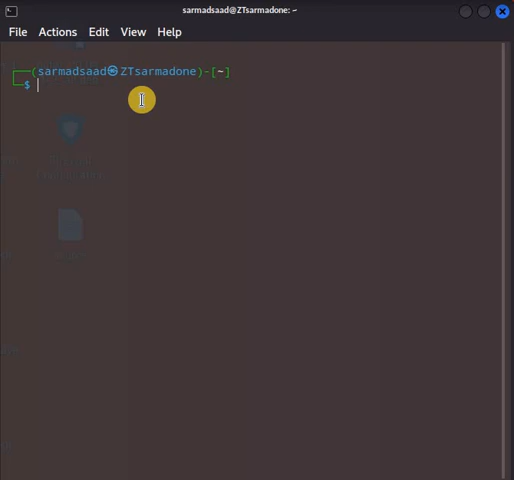 sarmadsaad@ZTsarmadone: ~
File Actions Edit View Help
┌──(sarmadsaad㉿ZTsarmadone)-[~]
└─$